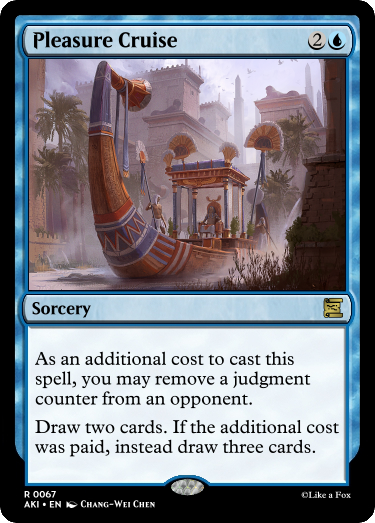 Pleasure Cruise 2
Sorcery
As an additional cost to cast this
spell, you may remove a judgment
counter from an opponent.
Draw two cards. If the additional cost
was paid, instead draw three cards.
R 0067
AKI • EN Chang-Wei Chen
©Like a Fox